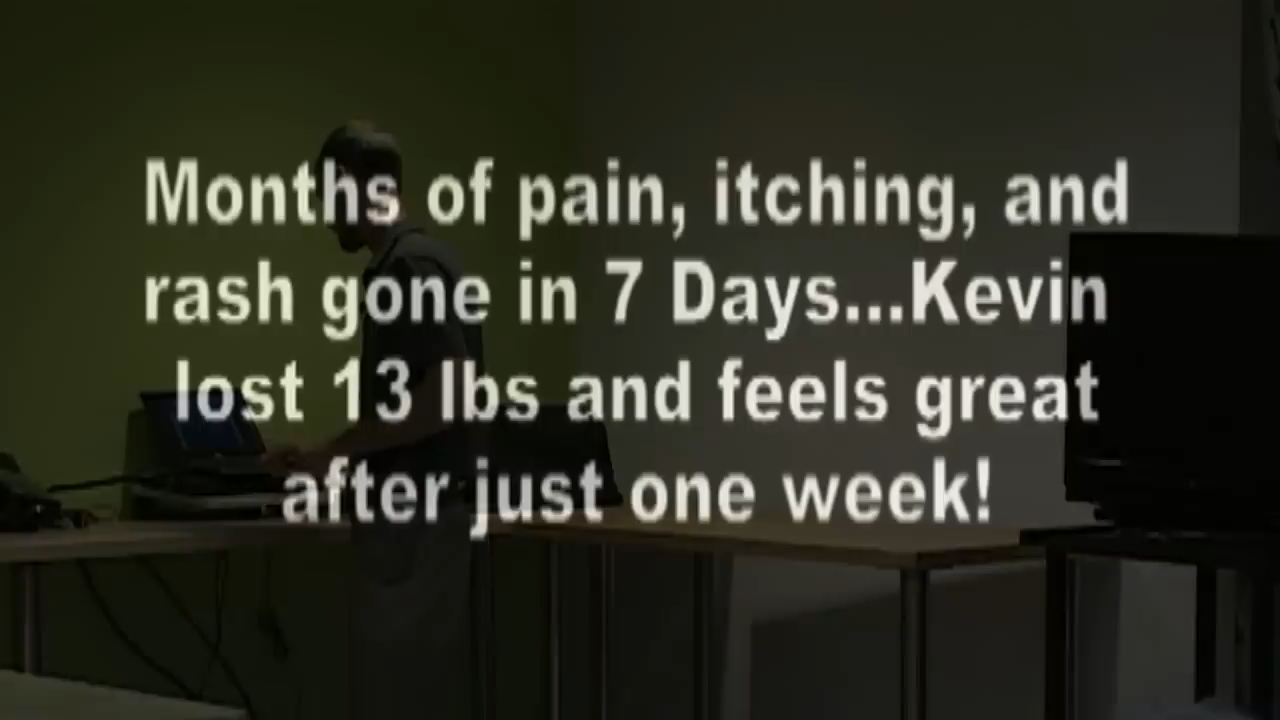 Months of pain, itching, and
rash gone in 7 Days...Kevin
lost 13 lbs and feels great
after just one week!